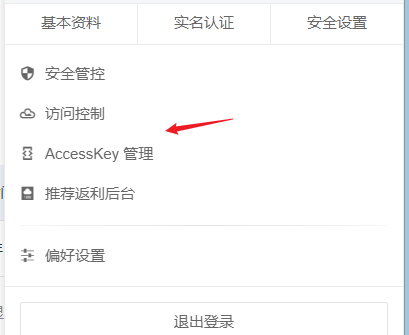 基本资料 实名认证 安全设置
安全管控
访问控制
AccessKey 管理
推荐返利后台
偏好设置
退出登录